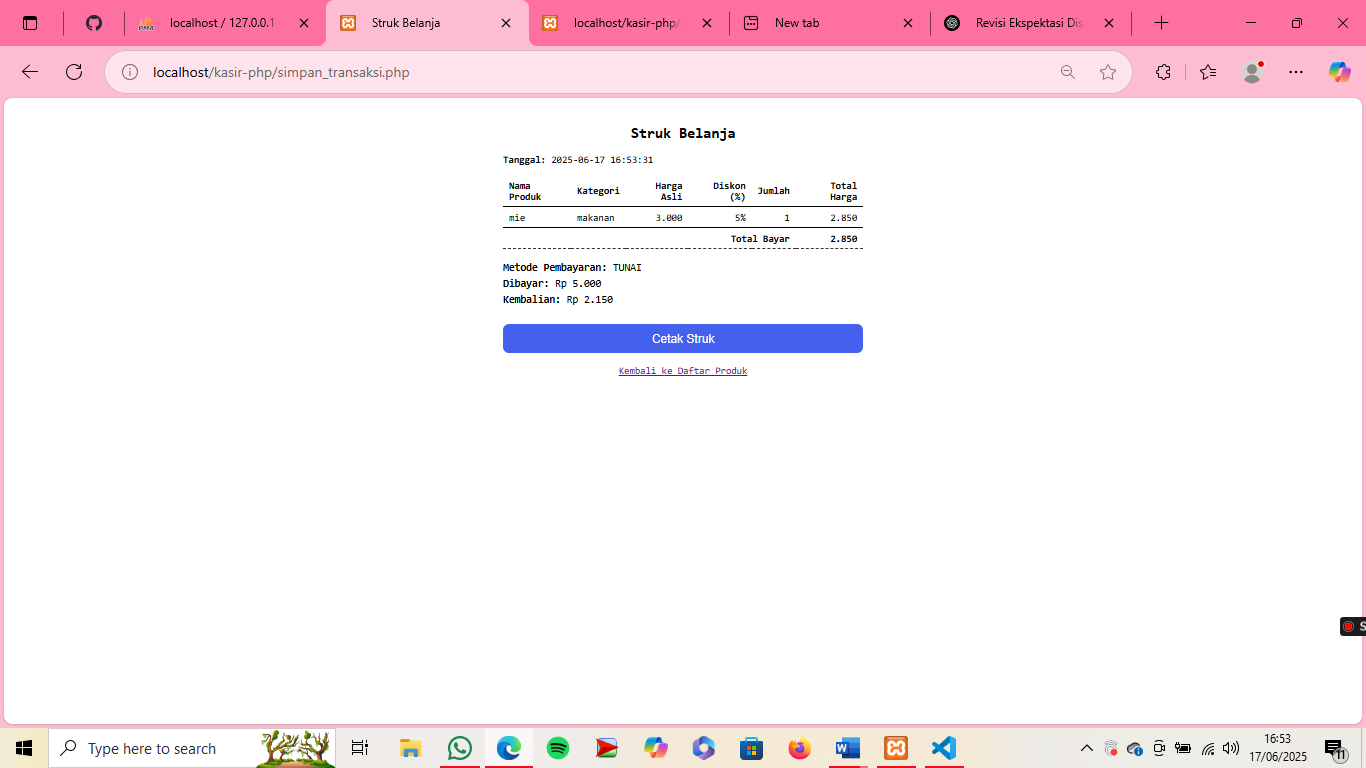 localhost / 127.0.0.1
Struk Belanja
localhost/kasir-php/
New tab
Revisi Ekspektasi Dis
localhost/kasir-php/simpan_transaksi.php
Struk Belanja
Tanggal: 2025-06-17 16:53:31
Nama Produk Kategori Harga Asli Diskon (%) Jumlah Total Harga
mie makanan 3.000 5% 1 2.850
Total Bayar 2.850
Metode Pembayaran: TUNAI
Dibayar: Rp 5.000
Kembalian: Rp 2.150
Cetak Struk
Kembali ke Daftar Produk
S
Type here to search
16:53
17/06/2025
11